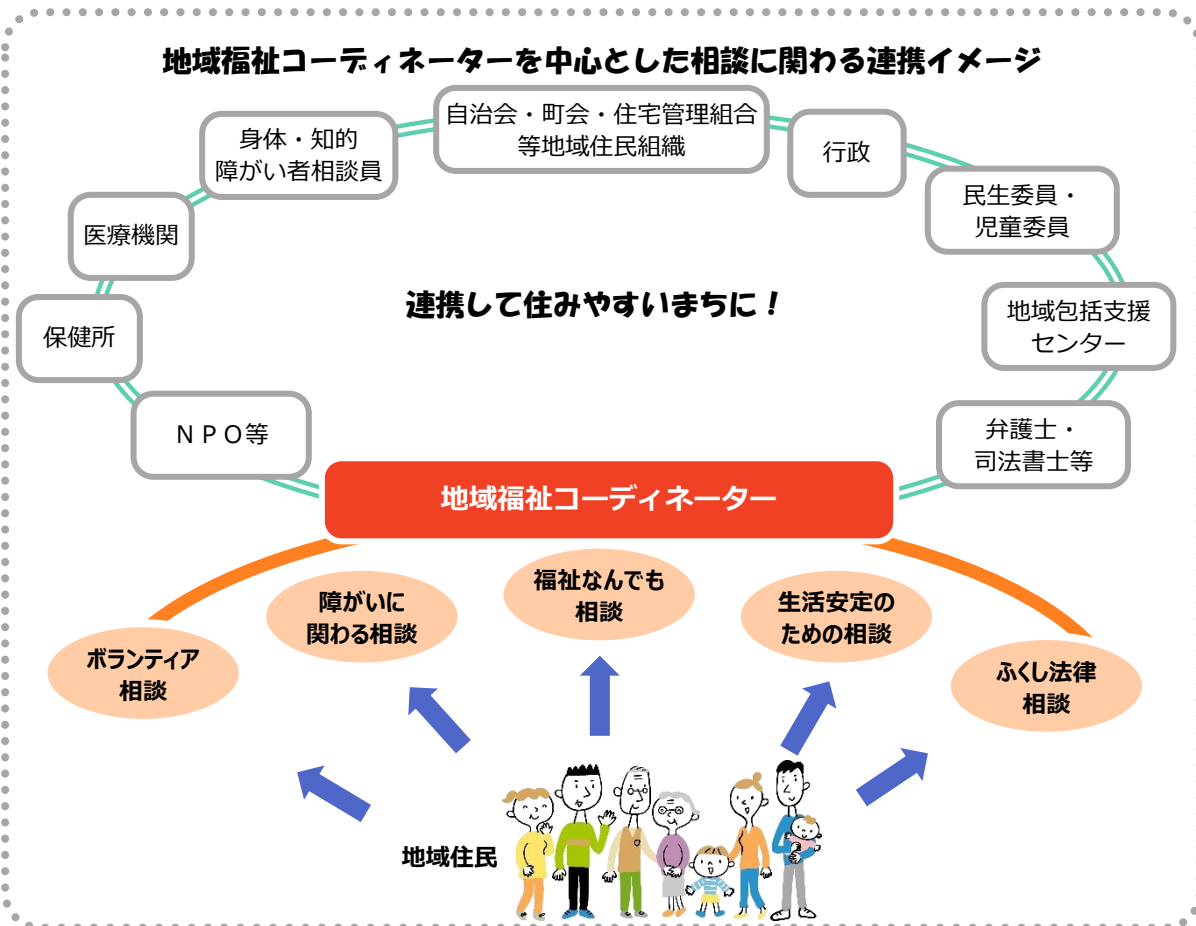 地域福祉コーディネーターを中心とした相談に関わる連携イメージ
自治会・町会・住宅管理組合
等地域住民組織
身体・知的
障がい者相談員
行政
民生委員・
児童委員
医療機関
連携して住みやすいまちに！
地域包括支援
センター
保健所
ＮＰＯ等
弁護士・
司法書士等
地域福祉コーディネーター
ボランティア
相談
障がいに
関わる相談
福祉なんでも
相談
生活安定の
ための相談
ふくし法律
相談
地域住民